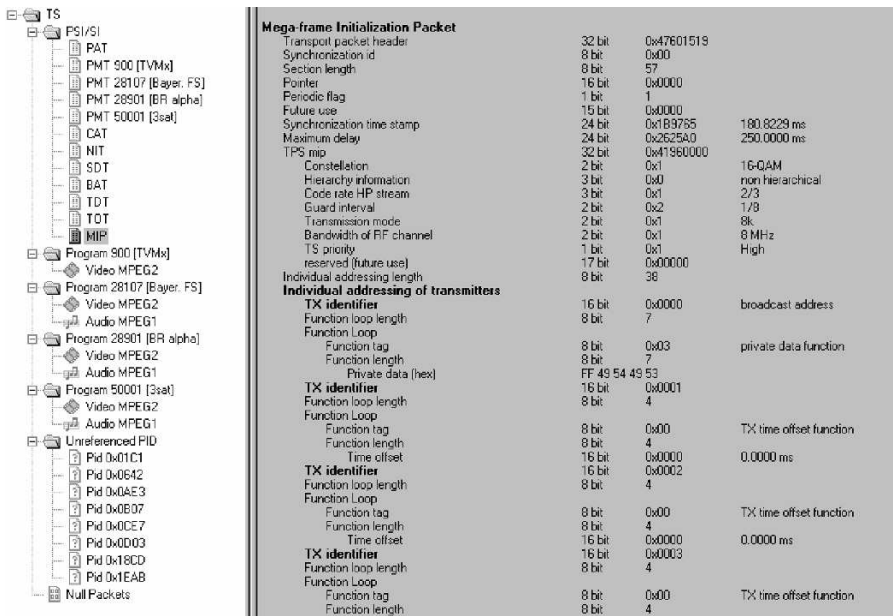 TS
PSI/SI
PAT
PMT 900 [TVMx]
PMT 28107 [Bayer. FS]
PMT 28901 [BR alpha]
PMT 50001 [3sat]
CAT
NIT
SDT
BAT
TDT
TOT
MIP
Program 900 [TVMx]
Video MPEG2
Program 28107 [Bayer. FS]
Video MPEG2
Audio MPEG1
Program 28901 [BR alpha]
Video MPEG2
Audio MPEG1
Program 50001 [3sat]
Video MPEG2
Audio MPEG1
Unreferenced PID
Pid 0x01C1
Pid 0x0642
Pid 0x0AE3
Pid 0x0B07
Pid 0x0CE7
Pid 0x0D03
Pid 0x18CD
Pid 0x1EAB
Null Packets
Mega-frame Initialization Packet
Transport packet header 32 bit 0x47601519
Synchronization id 8 bit 0x00
Section length 8 bit 57
Pointer 16 bit 0x0000
Periodic flag 1 bit 1
Future use 15 bit 0x0000
Synchronization time stamp 24 bit 0x1B9765 180.8229 ms
Maximum delay 24 bit 0x2625A0 250.0000 ms
TPS mip 32 bit 0x41960000
Constellation 2 bit 0x1 16-QAM
Hierarchy information 3 bit 0x0 non hierarchical
Code rate HP stream 3 bit 0x1 2/3
Guard interval 2 bit 0x2 1/8
Transmission mode 2 bit 0x1 8k
Bandwidth of RF channel 2 bit 0x1 8 MHz
TS priority 1 bit 0x1 High
reserved (future use) 17 bit 0x00000
Individual addressing length 8 bit 38
Individual addressing of transmitters
TX identifier 16 bit 0x0000 broadcast address
Function loop length 8 bit 7
Function Loop
Function tag 8 bit 0x03 private data function
Function length 8 bit 7
Private data (hex) FF 49 54 49 53
TX identifier 16 bit 0x0001
Function loop length 8 bit 4
Function Loop
Function tag 8 bit 0x00 TX time offset function
Function length 8 bit 4
Time offset 16 bit 0x0000 0.0000 ms
TX identifier 16 bit 0x0002
Function loop length 8 bit 4
Function Loop
Function tag 8 bit 0x00 TX time offset function
Function length 8 bit 4
Time offset 16 bit 0x0000 0.0000 ms
TX identifier 16 bit 0x0003
Function loop length 8 bit 4
Function Loop
Function tag 8 bit 0x00 TX time offset function
Function length 8 bit 4